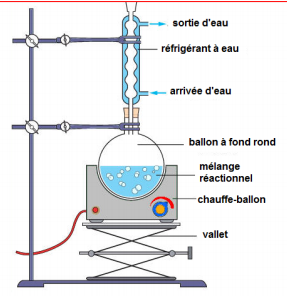 sortie d'eau
réfrigérant à eau
arrivée d'eau
ballon à fond rond
mélange
réactionnel
chauffe-ballon
vallet